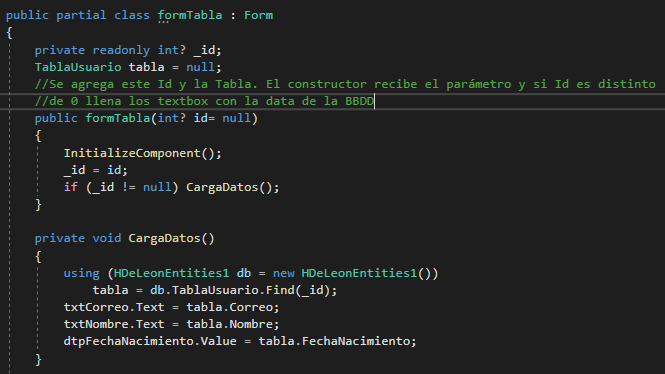 public partial class formTabla : Form
{
private readonly int? _id;
TablaUsuario tabla = null;
//Se agrega este Id y la Tabla. El constructor recibe el parámetro y si Id es distinto
//de 0 llena los textbox con la data de la BBDD
public formTabla(int? id= null)
{
InitializeComponent();
_id = id;
if (_id != null) CargaDatos();
}
private void CargaDatos()
{
using (HDeLeonEntities1 db = new HDeLeonEntities1())
tabla = db.TablaUsuario.Find(_id);
txtCorreo.Text = tabla.Correo;
txtNombre.Text = tabla.Nombre;
dtpFechaNacimiento.Value = tabla.FechaNacimiento;
}